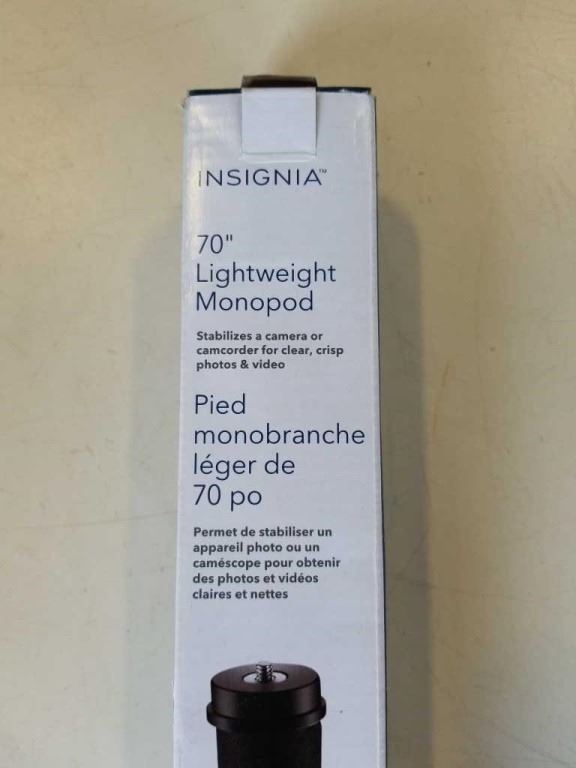 INSIGNIA™
70"
Lightweight
Monopod
Stabilizes a camera or
camcorder for clear, crisp
photos & video
Pied
monobranche
léger de
70 po
Permet de stabiliser un
appareil photo ou un
caméscope pour obtenir
des photos et vidéos
claires et nettes